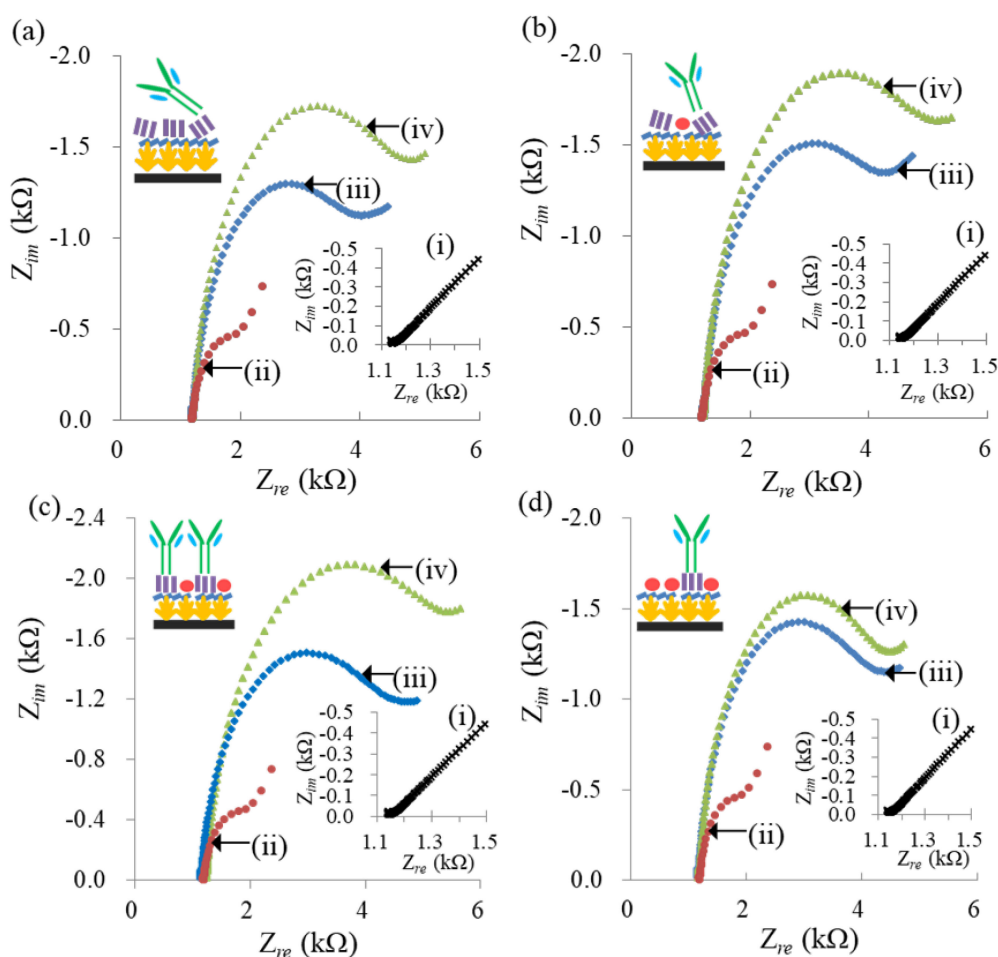 (a)
-2.0
-1.5
-1.0
-0.5
0.0
Z_im (kΩ)
0 2 4 6
Z_re (kΩ)
(iv)
(iii)
(ii)
(i)
-0.5
-0.4
-0.3
-0.2
-0.1
0.0
Z_im (kΩ)
1.1 1.3 1.5
Z_re (kΩ)
(b)
-2.0
-1.5
-1.0
-0.5
0.0
Z_im (kΩ)
0 2 4 6
Z_re (kΩ)
(iv)
(iii)
(ii)
(i)
-0.5
-0.4
-0.3
-0.2
-0.1
0.0
Z_im (kΩ)
1.1 1.3 1.5
Z_re (kΩ)
(c)
-2.4
-2.0
-1.6
-1.2
-0.8
-0.4
0.0
Z_im (kΩ)
0 2 4 6
Z_re (kΩ)
(iv)
(iii)
(ii)
(i)
-0.5
-0.4
-0.3
-0.2
-0.1
0.0
Z_im (kΩ)
1.1 1.3 1.5
Z_re (kΩ)
(d)
-2.0
-1.5
-1.0
-0.5
0.0
Z_im (kΩ)
0 2 4 6
Z_re (kΩ)
(iv)
(iii)
(ii)
(i)
-0.5
-0.4
-0.3
-0.2
-0.1
0.0
Z_im (kΩ)
1.1 1.3 1.5
Z_re (kΩ)